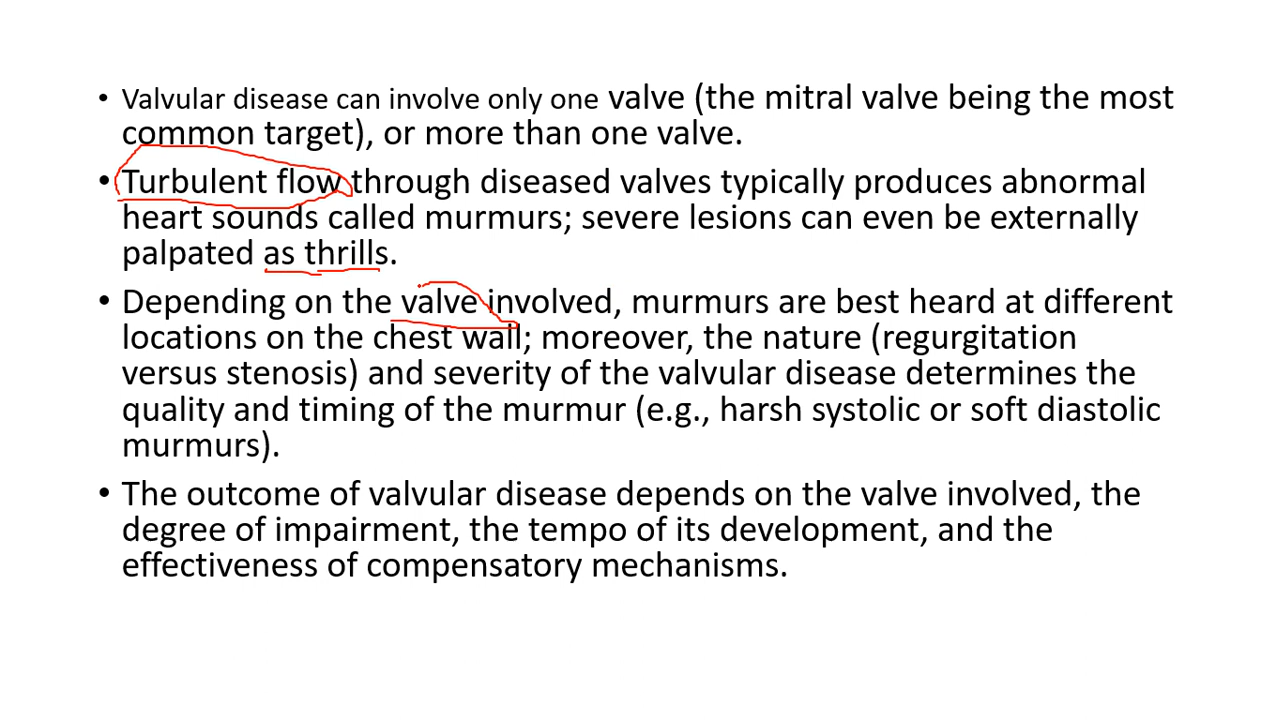 • Valvular disease can involve only one valve (the mitral valve being the most
common target), or more than one valve.
• Turbulent flow through diseased valves typically produces abnormal
heart sounds called murmurs; severe lesions can even be externally
palpated as thrills.
• Depending on the valve involved, murmurs are best heard at different
locations on the chest wall; moreover, the nature (regurgitation
versus stenosis) and severity of the valvular disease determines the
quality and timing of the murmur (e.g., harsh systolic or soft diastolic
murmurs).
• The outcome of valvular disease depends on the valve involved, the
degree of impairment, the tempo of its development, and the
effectiveness of compensatory mechanisms.